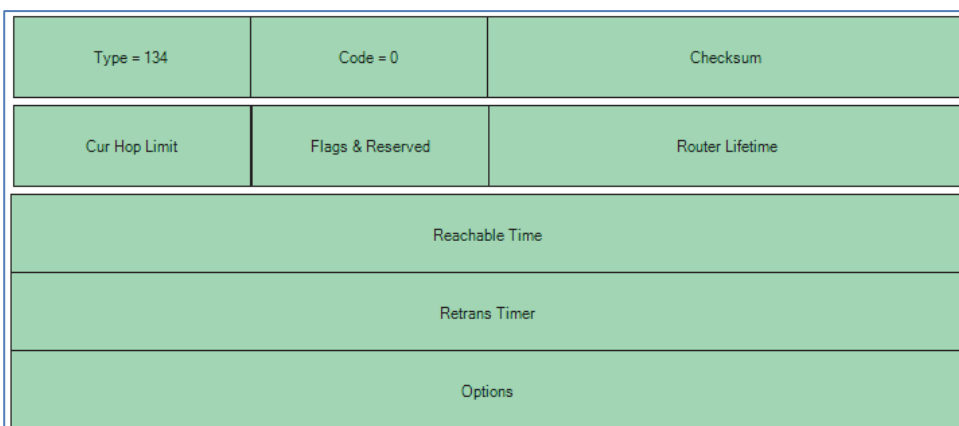 Type = 134 Code = 0 Checksum
Cur Hop Limit Flags & Reserved Router Lifetime
Reachable Time
Retrans Timer
Options